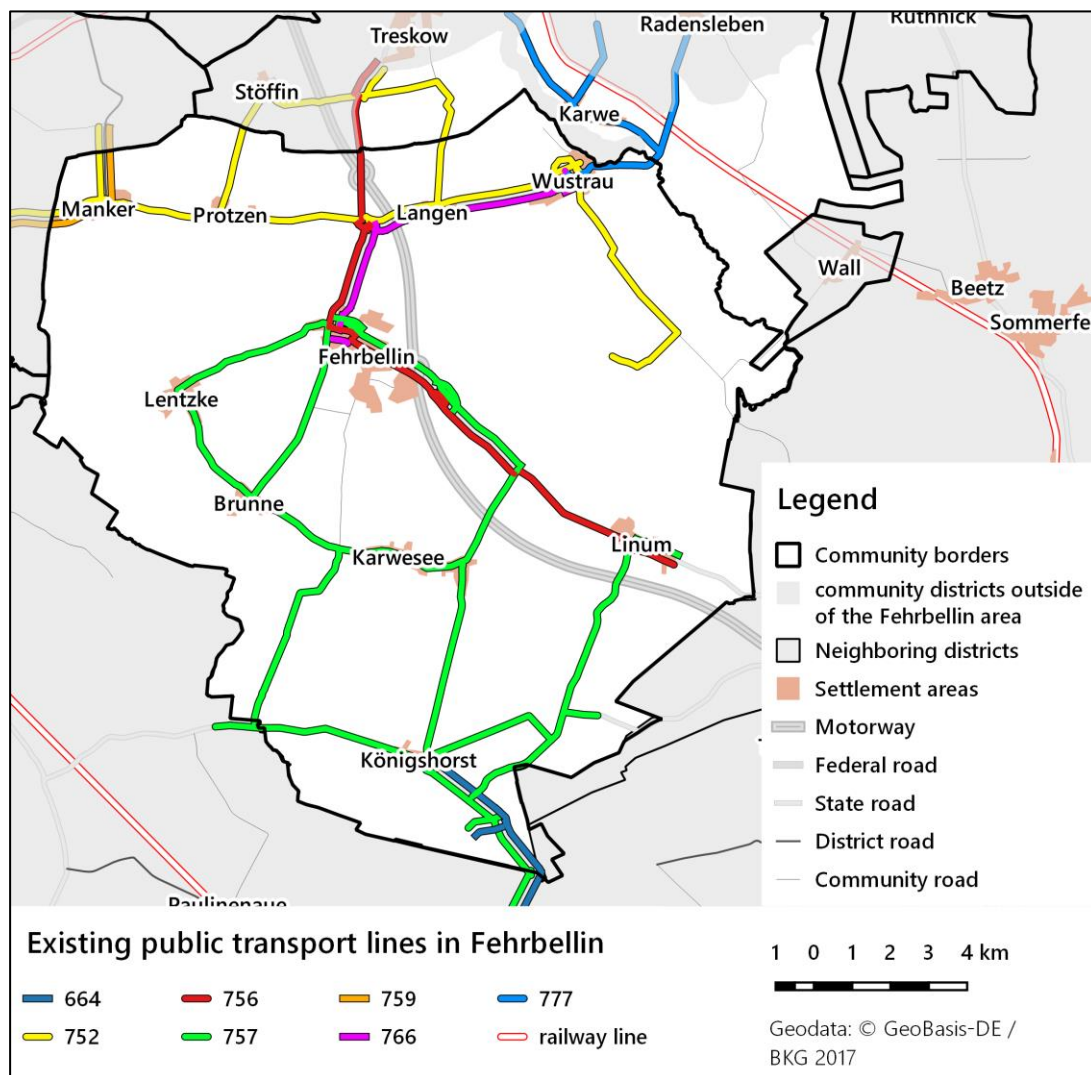 Treskow
Radensleben
Ruthnick
Stöffin
Karwe
Wustrau
Manker
Protzen
Langen
Wall
Beetz
Sommerfe
Fehrbellin
Lentzke
Brunne
Karwesee
Linum
Königshorst
Paulinenaue
Legend
Community borders
community districts outside
of the Fehrbellin area
Neighboring districts
Settlement areas
Motorway
Federal road
State road
District road
Community road
Existing public transport lines in Fehrbellin
664
756
759
777
752
757
766
railway line
1 0 1 2 3 4 km
Geodata: © GeoBasis-DE /
BKG 2017